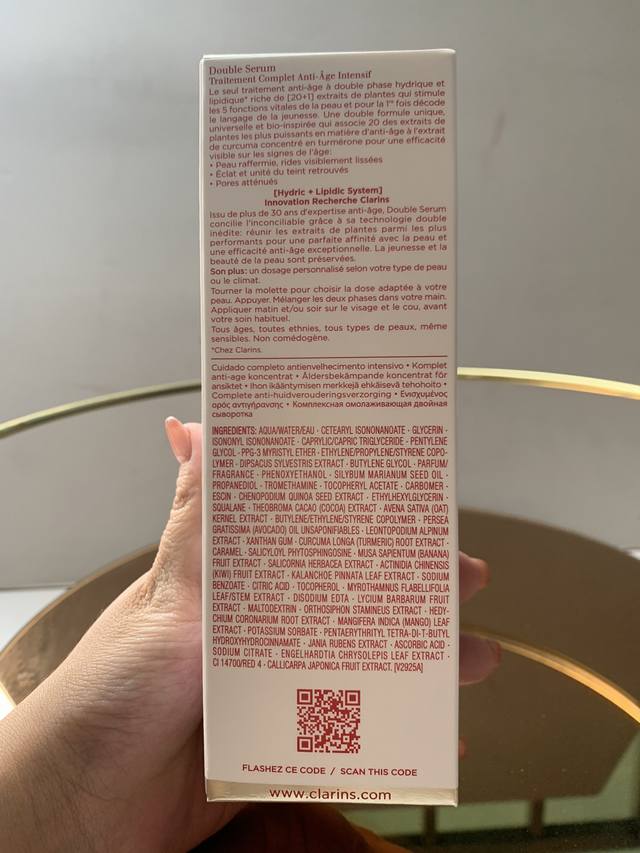 Double Serum
Traitement Complet Anti-Âge Intensif
Le seul traitement anti-âge à double phase hydrique et
lipidique* riche de [20+1] extraits de plantes qui stimule
les 5 fonctions vitales de la peau et pour la 1re fois décode
le langage de la jeunesse. Une double formule unique,
universelle et bio-inspirée qui associe 20 des extraits de
plantes les plus puissants en matière d'anti-âge à l'extrait
de curcuma concentré en turmérone pour une efficacité
visible sur les signes de l'âge:
• Peau raffermie, rides visiblement lissées
• Éclat et unité du teint retrouvés
• Pores atténués
[Hydric + Lipidic System]
Innovation Recherche Clarins
Issu de plus de 30 ans d'expertise anti-âge, Double Serum
concilie l'inconciliable grâce à sa technologie double
inédite: réunir les extraits de plantes parmi les plus
performants pour une parfaite affinité avec la peau et
une efficacité anti-âge exceptionnelle. La jeunesse et la
beauté de la peau sont préservées.
Son plus: un dosage personnalisé selon votre type de peau
ou le climat.
Tourner la molette pour choisir la dose adaptée à votre
peau. Appuyer. Mélanger les deux phases dans votre main.
Appliquer matin et/ou soir sur le visage et le cou, avant
votre soin habituel.
Tous âges, toutes ethnies, tous types de peaux, même
sensibles. Non comédogène.
*Chez Clarins.
Cuidado completo antienvelhecimento intensivo • Komplet
anti-age koncentrat • Åldersbekämpande koncentrat för
ansiktet • Ihon ikääntymisen merkkejä ehkäisevä tehohoito •
Complete anti-huidverouderingsverzorging • Ενισχυμένος
ορός αντιγήρανσης • Комплексная омолаживающая двойная
сыворотка
INGREDIENTS: AQUA/WATER/EAU · CETEARYL ISONONANOATE · GLYCERIN ·
ISONONYL ISONONANOATE · CAPRYLIC/CAPRIC TRIGLYCERIDE · PENTYLENE
GLYCOL · PPG-3 MYRISTYL ETHER · ETHYLENE/PROPYLENE/STYRENE COPO-
LYMER · DIPSACUS SYLVESTRIS EXTRACT · BUTYLENE GLYCOL · PARFUM/
FRAGRANCE · PHENOXYETHANOL · SILYBUM MARIANUM SEED OIL ·
PROPANEDIOL · TROMETHAMINE · TOCOPHERYL ACETATE · CARBOMER ·
ESCIN · CHENOPODIUM QUINOA SEED EXTRACT · ETHYLHEXYLGLYCERIN ·
SQUALANE · THEOBROMA CACAO (COCOA) EXTRACT · AVENA SATIVA (OAT)
KERNEL EXTRACT · BUTYLENE/ETHYLENE/STYRENE COPOLYMER · PERSEA
GRATISSIMA (AVOCADO) OIL UNSAPONIFIABLES · LEONTOPODIUM ALPINUM
EXTRACT · XANTHAN GUM · CURCUMA LONGA (TURMERIC) ROOT EXTRACT ·
CARAMEL · SALICYLOYL PHYTOSPHINGOSINE · MUSA SAPIENTUM (BANANA)
FRUIT EXTRACT · SALICORNIA HERBACEA EXTRACT · ACTINIDIA CHINENSIS
(KIWI) FRUIT EXTRACT · KALANCHOE PINNATA LEAF EXTRACT · SODIUM
BENZOATE · CITRIC ACID · TOCOPHEROL · MYROTHAMNUS FLABELLIFOLIA
LEAF/STEM EXTRACT · DISODIUM EDTA · LYCIUM BARBARUM FRUIT
EXTRACT · MALTODEXTRIN · ORTHOSIPHON STAMINEUS EXTRACT · HEDY-
CHIUM CORONARIUM ROOT EXTRACT · MANGIFERA INDICA (MANGO) LEAF
EXTRACT · POTASSIUM SORBATE · PENTAERYTHRITYL TETRA-DI-T-BUTYL
HYDROXYHYDROCINNAMATE · JANIA RUBENS EXTRACT · ASCORBIC ACID ·
SODIUM CITRATE · ENGELHARDTIA CHRYSOLEPIS LEAF EXTRACT ·
CI 14700/RED 4 · CALLICARPA JAPONICA FRUIT EXTRACT. [V2925A]
FLASHEZ CE CODE / SCAN THIS CODE
www.clarins.com